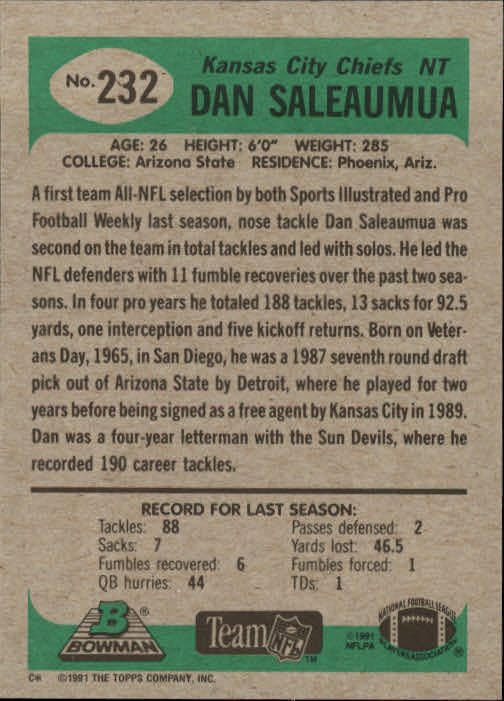 No. 232
Kansas City Chiefs NT
DAN SALEAUMUA
AGE: 26 HEIGHT: 6'0" WEIGHT: 285
COLLEGE: Arizona State RESIDENCE: Phoenix, Ariz.
A first team All-NFL selection by both Sports Illustrated and Pro
Football Weekly last season, nose tackle Dan Saleaumua was
second on the team in total tackles and led with solos. He led the
NFL defenders with 11 fumble recoveries over the past two sea-
sons. In four pro years he totaled 188 tackles, 13 sacks for 92.5
yards, one interception and five kickoff returns. Born on Veter-
ans Day, 1965, in San Diego, he was a 1987 seventh round draft
pick out of Arizona State by Detroit, where he played for two
years before being signed as a free agent by Kansas City in 1989.
Dan was a four-year letterman with the Sun Devils, where he
recorded 190 career tackles.
RECORD FOR LAST SEASON:
Tackles: 88 Passes defensed: 2
Sacks: 7 Yards lost: 46.5
Fumbles recovered: 6 Fumbles forced: 1
QB hurries: 44 TDs: 1
B ®
BOWMAN
Team NFL TM
©1991
NFLPA
NATIONAL FOOTBALL LEAGUE
PLAYERS ASSOCIATION ®
C* ©1991 THE TOPPS COMPANY, INC.